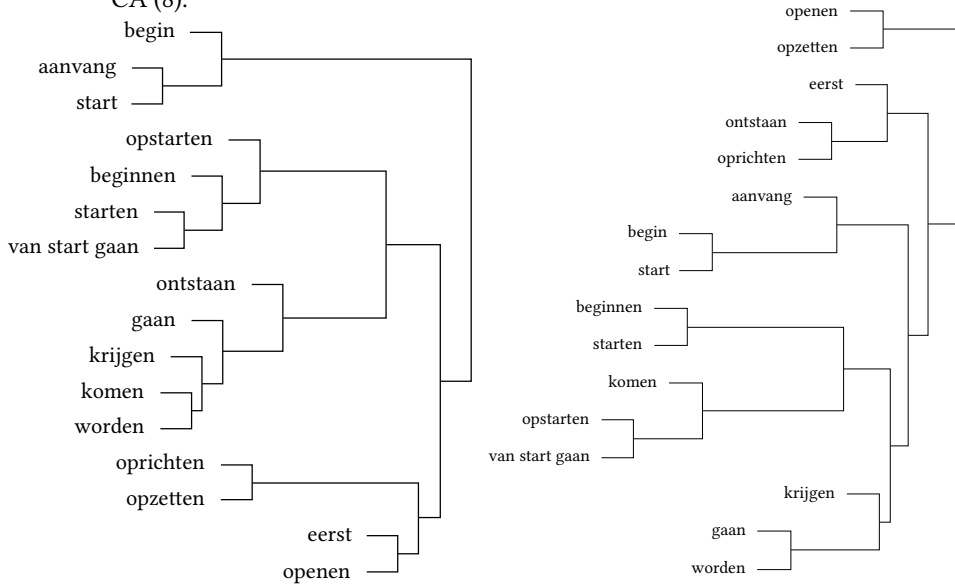 CA (8).
begin
aanvang
start
opstarten
beginnen
starten
van start gaan
ontstaan
gaan
krijgen
komen
worden
oprichten
opzetten
eerst
openen
openen
opzetten
eerst
ontstaan
oprichten
aanvang
begin
start
beginnen
starten
komen
opstarten
van start gaan
krijgen
gaan
worden